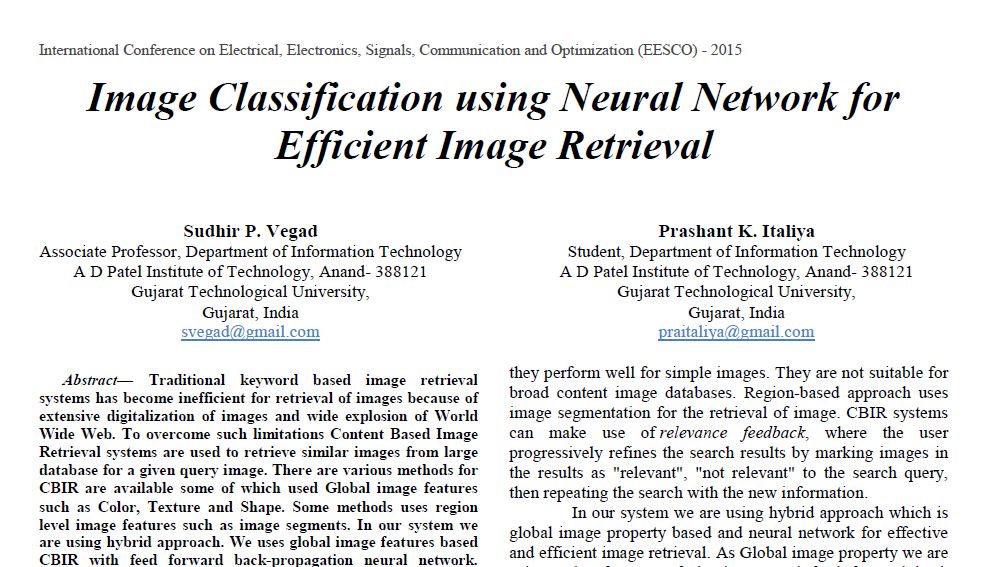 International Conference on Electrical, Electronics, Signals, Communication and Optimization (EESCO) - 2015
Image Classification using Neural Network for
Efficient Image Retrieval
Sudhir P. Vegad
Associate Professor, Department of Information Technology
A D Patel Institute of Technology, Anand- 388121
Gujarat Technological University,
Gujarat, India
svegad@gmail.com
Prashant K. Italiya
Student, Department of Information Technology
A D Patel Institute of Technology, Anand- 388121
Gujarat Technological University,
Gujarat, India
praitaliya@gmail.com
Abstract— Traditional keyword based image retrieval
systems has become inefficient for retrieval of images because of
extensive digitalization of images and wide explosion of World
Wide Web. To overcome such limitations Content Based Image
Retrieval systems are used to retrieve similar images from large
database for a given query image. There are various methods for
CBIR are available some of which used Global image features
such as Color, Texture and Shape. Some methods uses region
level image features such as image segments. In our system we
are using hybrid approach. We uses global image features based
CBIR with feed forward back-propagation neural network.
they perform well for simple images. They are not suitable for
broad content image databases. Region-based approach uses
image segmentation for the retrieval of image. CBIR systems
can make use of relevance feedback, where the user
progressively refines the search results by marking images in
the results as "relevant", "not relevant" to the search query,
then repeating the search with the new information.
In our system we are using hybrid approach which is
global image property based and neural network for effective
and efficient image retrieval. As Global image property we are